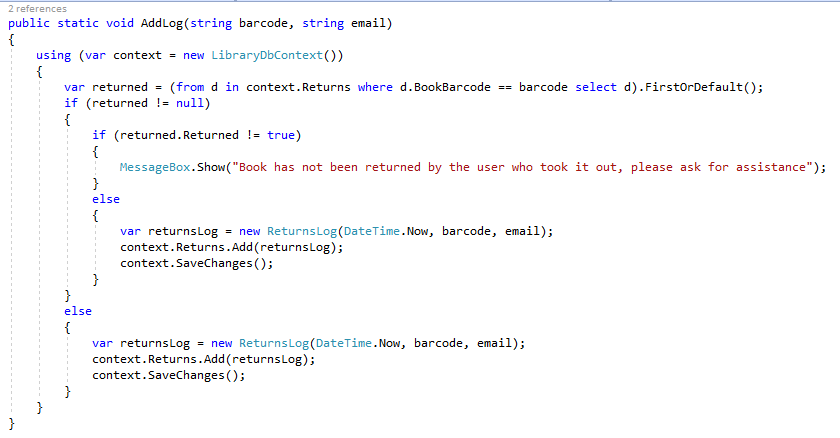 2 references
public static void AddLog(string barcode, string email)
{
    using (var context = new LibraryDbContext())
    {
        var returned = (from d in context.Returns where d.BookBarcode == barcode select d).FirstOrDefault();
        if (returned != null)
        {
            if (returned.Returned != true)
            {
                MessageBox.Show("Book has not been returned by the user who took it out, please ask for assistance");
            }
            else
            {
                var returnsLog = new ReturnsLog(DateTime.Now, barcode, email);
                context.Returns.Add(returnsLog);
                context.SaveChanges();
            }
        }
        else
        {
            var returnsLog = new ReturnsLog(DateTime.Now, barcode, email);
            context.Returns.Add(returnsLog);
            context.SaveChanges();
        }
    }
}